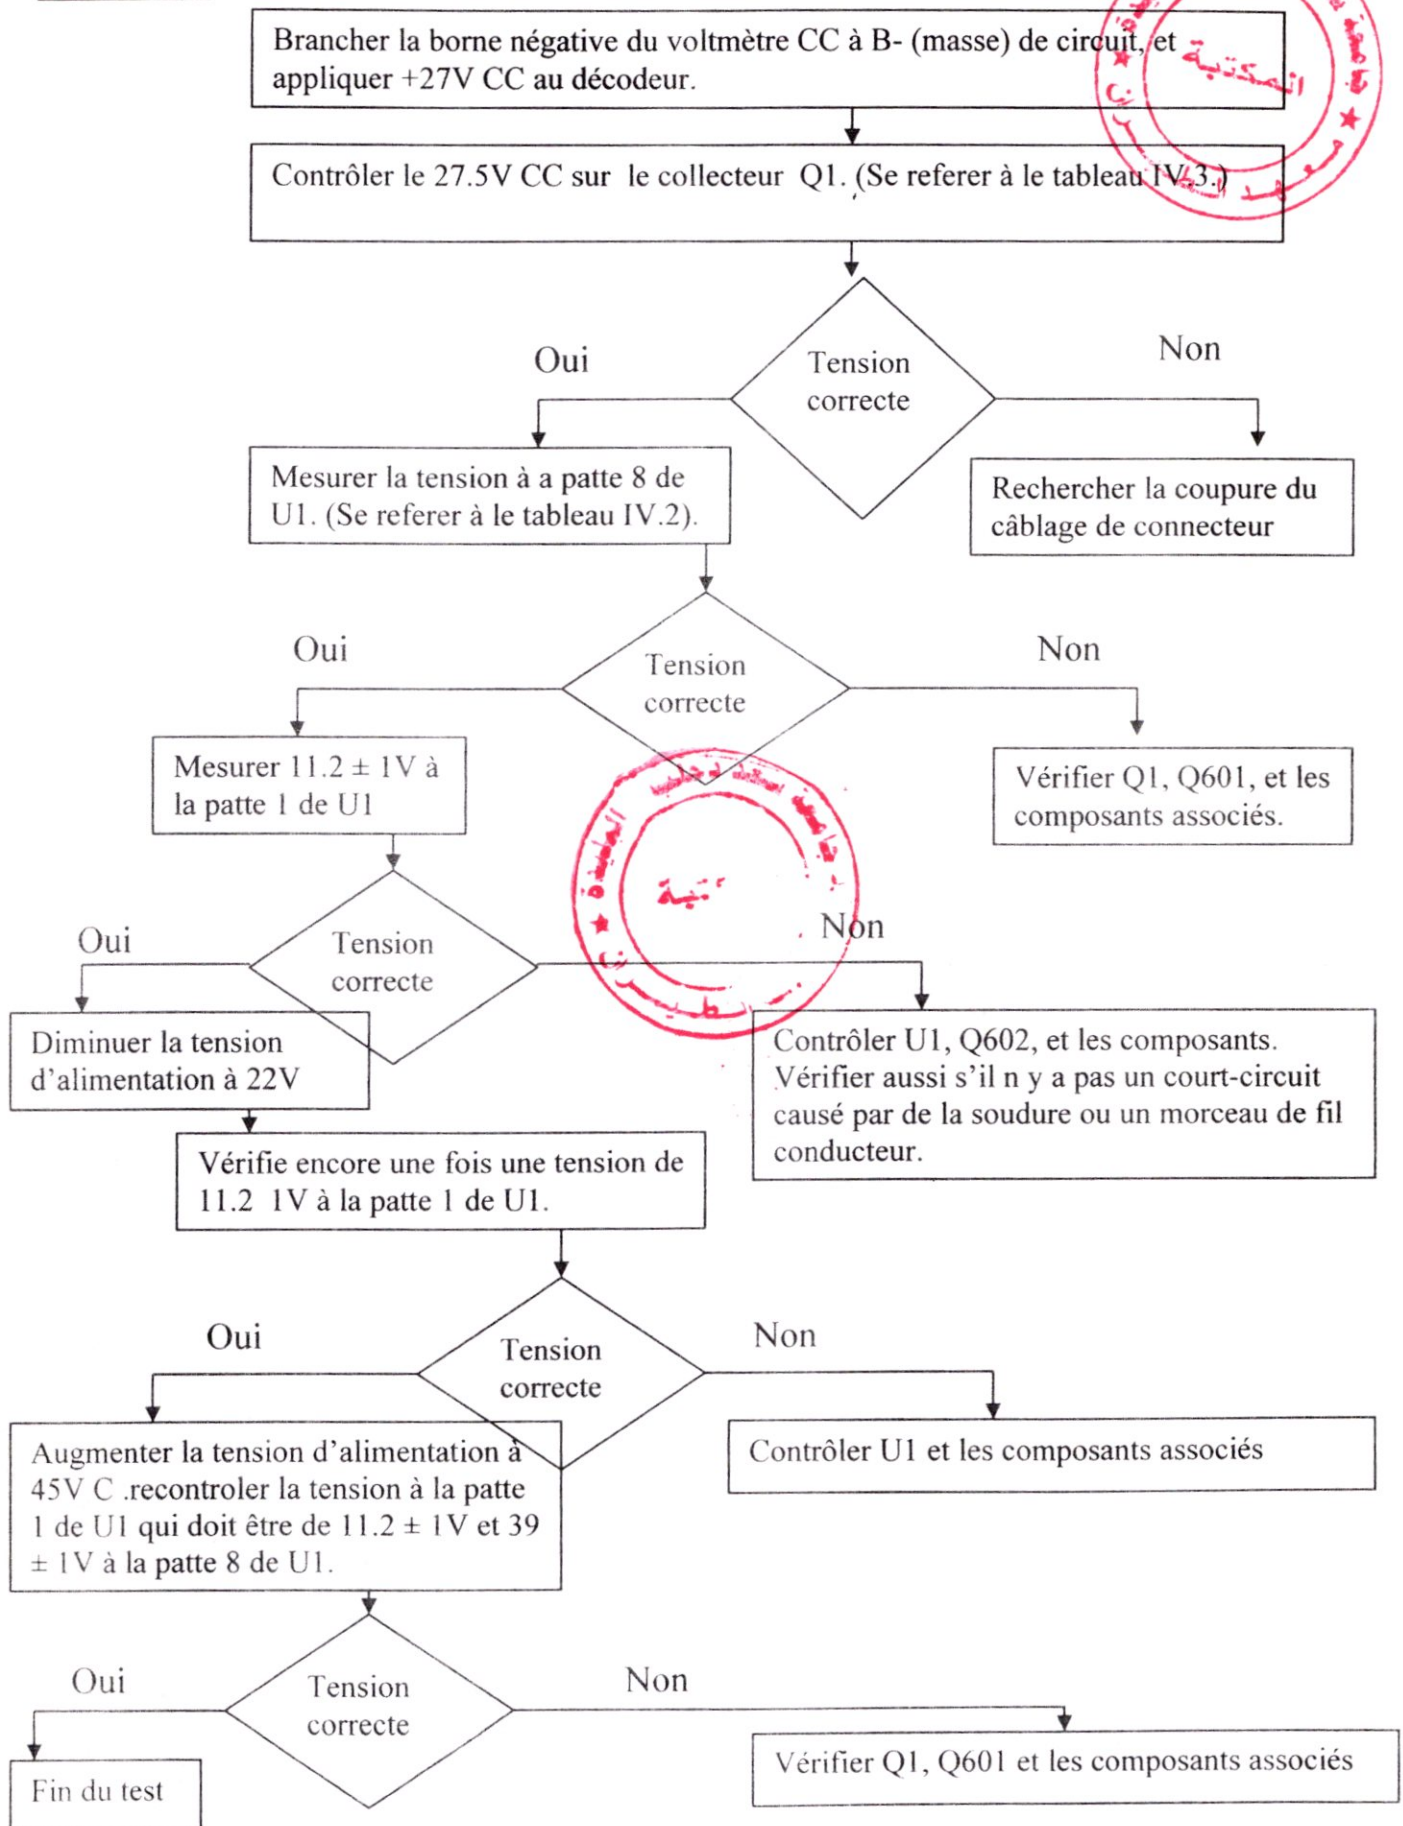 Brancher la borne négative du voltmètre CC à B- (masse) de circuit, et
appliquer +27V CC au décodeur.
المكتبة
Contrôler le 27.5V CC sur le collecteur Q1. (Se referer à le tableau IV.3.)
Tension
correcte
Oui
Non
Mesurer la tension à a patte 8 de
U1. (Se referer à le tableau IV.2).
Rechercher la coupure du
câblage de connecteur
Tension
correcte
Oui
Non
Mesurer 11.2 ± 1V à
la patte 1 de U1
Vérifier Q1, Q601, et les
composants associés.
Tension
correcte
Oui
Non
Diminuer la tension
d’alimentation à 22V
Contrôler U1, Q602, et les composants.
Vérifier aussi s’il n y a pas un court-circuit
causé par de la soudure ou un morceau de fil
conducteur.
Vérifie encore une fois une tension de
11.2 1V à la patte 1 de U1.
Tension
correcte
Oui
Non
Augmenter la tension d’alimentation à
45V C .recontroler la tension à la patte
1 de U1 qui doit être de 11.2 ± 1V et 39
± 1V à la patte 8 de U1.
Contrôler U1 et les composants associés
Tension
correcte
Oui
Non
Fin du test
Vérifier Q1, Q601 et les composants associés